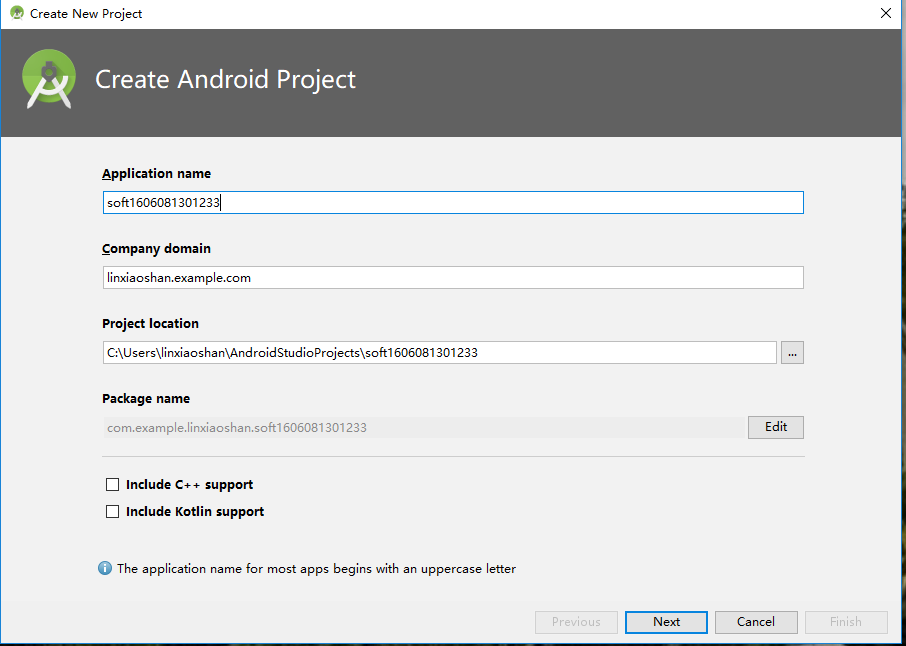 Create New Project
Create Android Project
Application name
soft1606081301233
Company domain
linxiaoshan.example.com
Project location
C:\Users\linxiaoshan\AndroidStudioProjects\soft1606081301233
...
Package name
com.example.linxiaoshan.soft1606081301233
Edit
Include C++ support
Include Kotlin support
The application name for most apps begins with an uppercase letter
Previous Next Cancel Finish